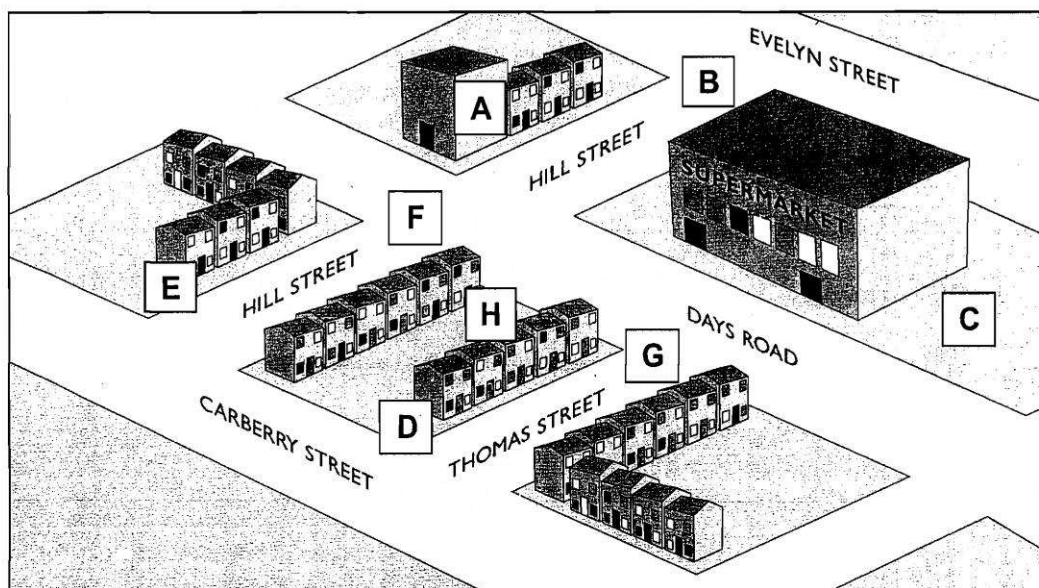 EVELYN STREET
B
A
HILL STREET
SUPERMARKET
F
E
HILL STREET
H
C
DAYS ROAD
G
D
CARBERRY STREET
THOMAS STREET